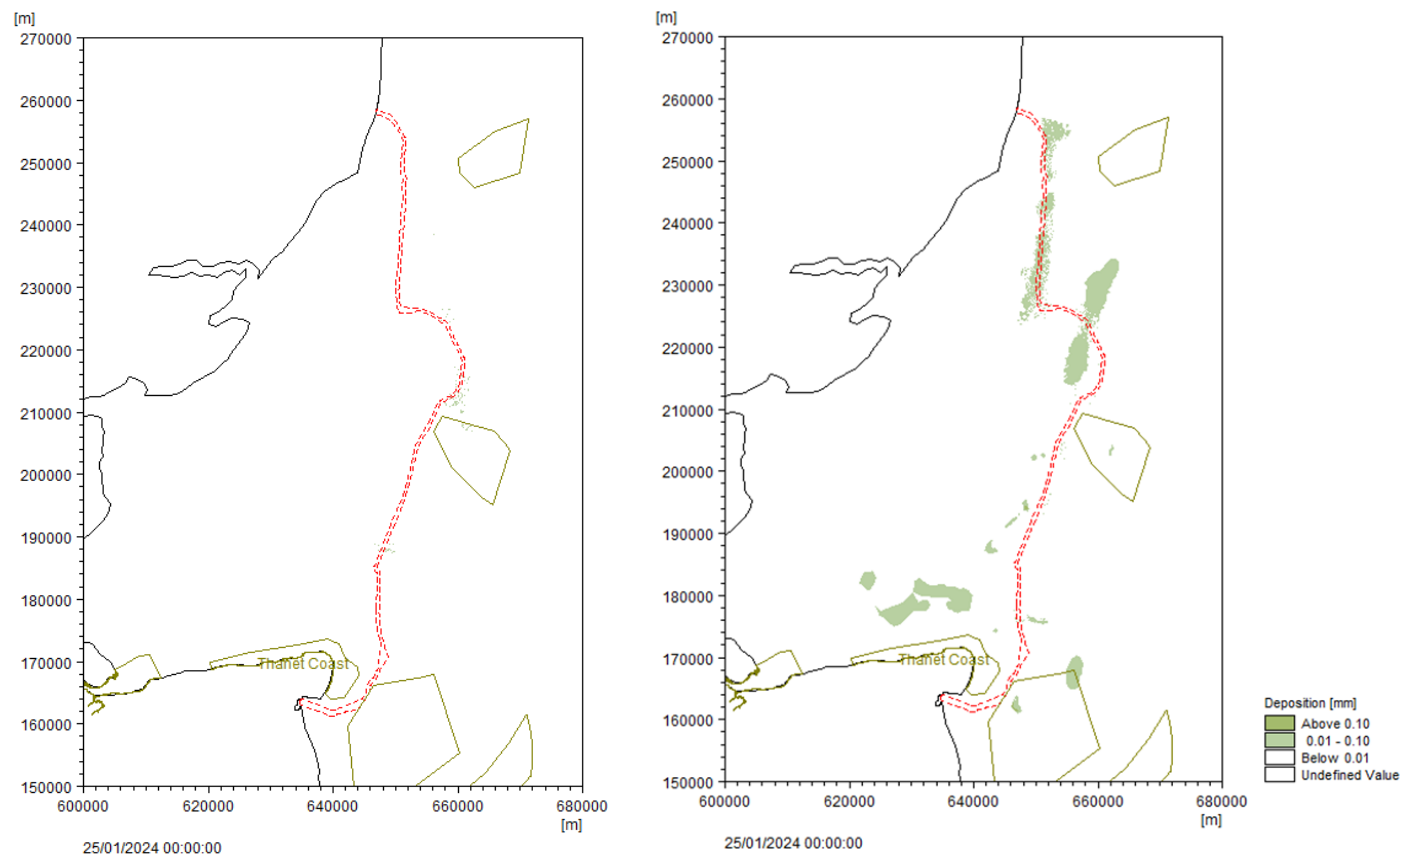 [m]
270000
260000
250000
240000
230000
220000
210000
200000
190000
180000
170000
160000
150000
Thanet Coast
600000 620000 640000 660000 680000
[m]
25/01/2024 00:00:00
[m]
270000
260000
250000
240000
230000
220000
210000
200000
190000
180000
170000
160000
150000
Thanet Coast
600000 620000 640000 660000 680000
[m]
25/01/2024 00:00:00
Deposition [mm]
Above 0.10
0.01 - 0.10
Below 0.01
Undefined Value